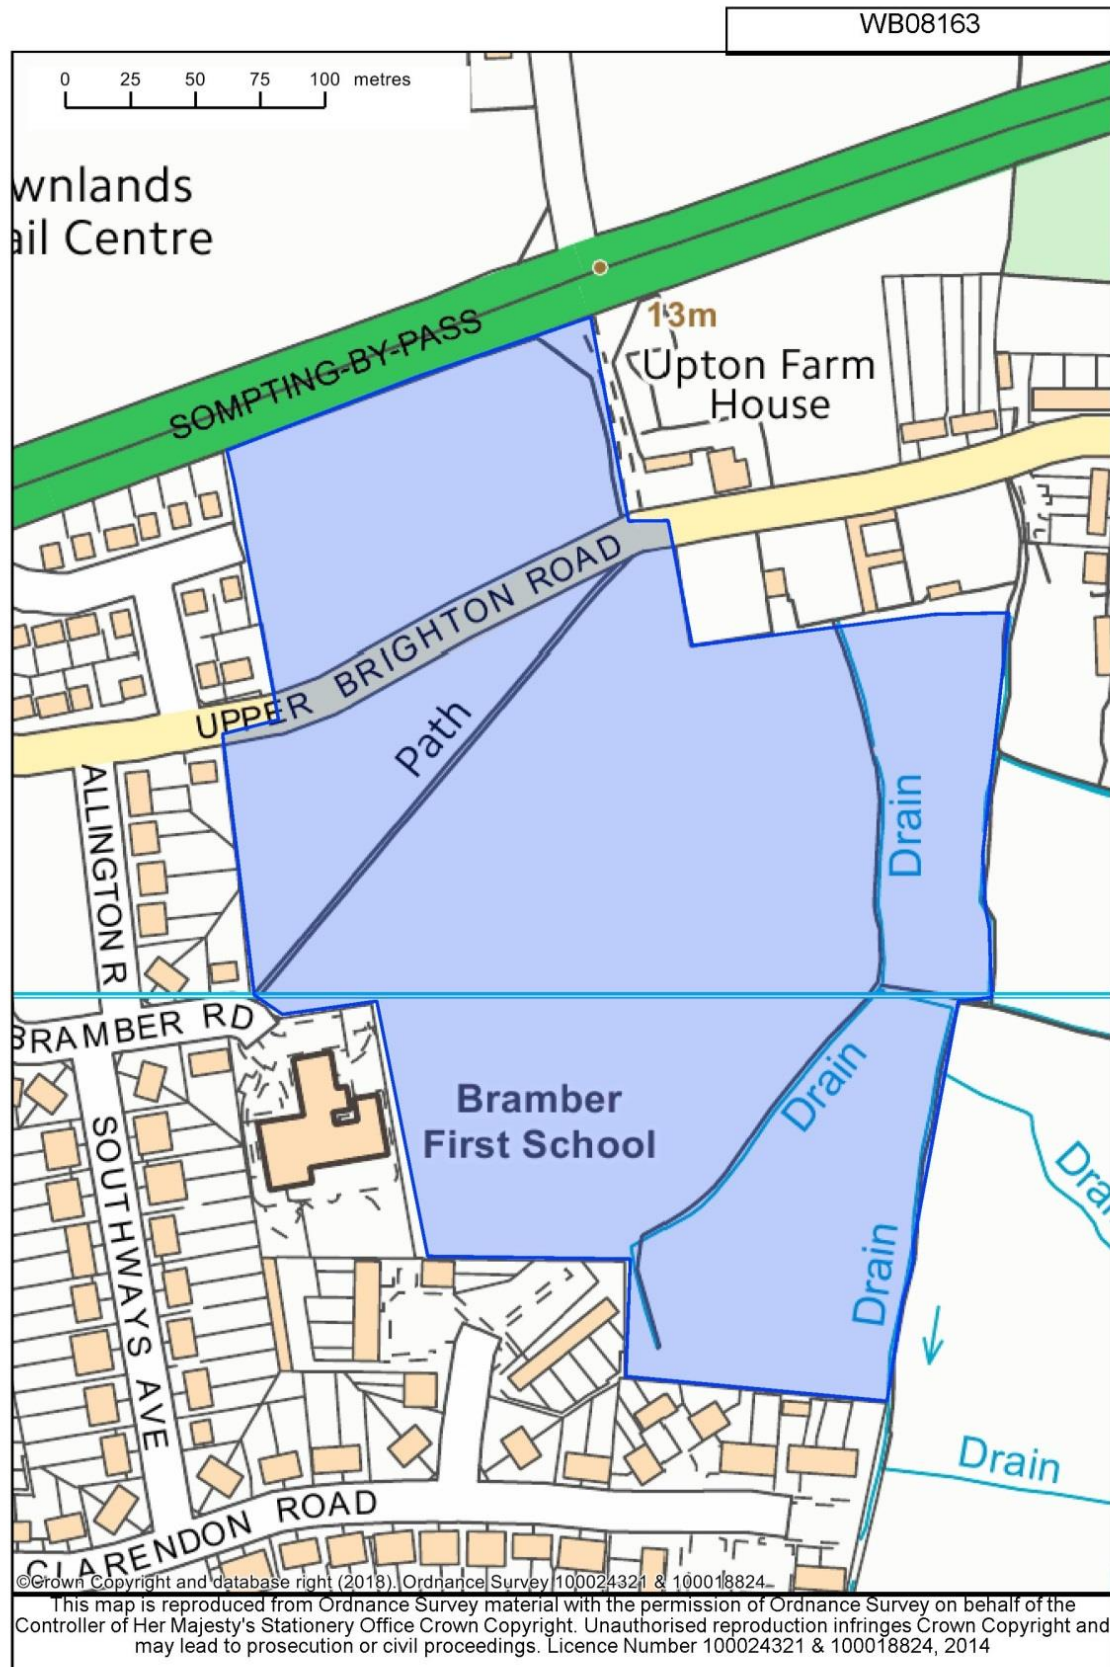 WB08163
0 25 50 75 100 metres
wnlands
ail Centre
SOMPTING-BY-PASS
13m
Upton Farm
House
UPPER BRIGHTON ROAD
Path
Drain
ALLINGTON R
BRAMBER RD
Bramber
First School
Drain
Drai
SOUTHWAYS AVE
Drain
Drain
CLARENDON ROAD
©Crown Copyright and database right (2018). Ordnance Survey 100024321 & 100018824
This map is reproduced from Ordnance Survey material with the permission of Ordnance Survey on behalf of the
Controller of Her Majesty's Stationery Office Crown Copyright. Unauthorised reproduction infringes Crown Copyright and
may lead to prosecution or civil proceedings. Licence Number 100024321 & 100018824, 2014